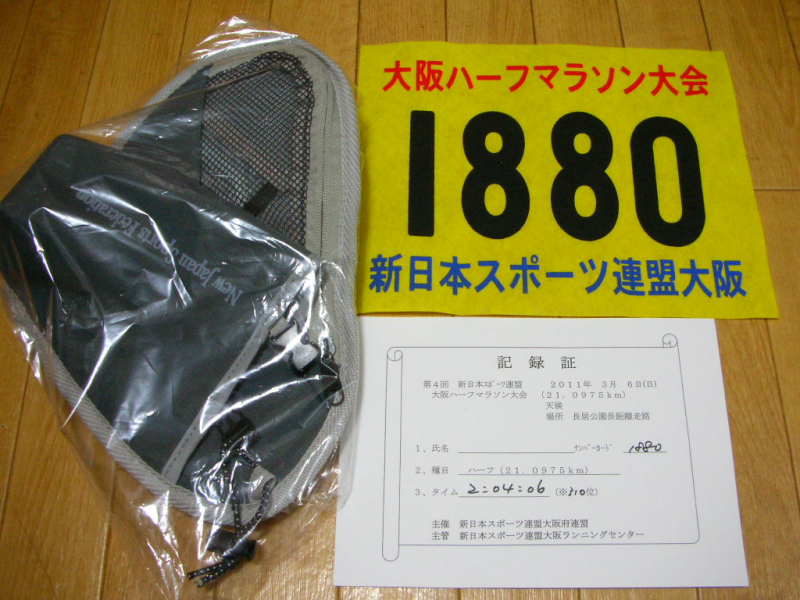 大阪ハーフマラソン大会
1880
新日本スポーツ連盟大阪
New Japan Sports Federation
記録証
第4回 新日本ｽﾎﾟｰﾂ連盟 2011年 3月 6日(日)
大阪ハーフマラソン大会 (21.0975km)
天候
場所 長居公園長距離走路
1、氏名 ﾅﾝﾊﾞｰｶｰﾄﾞ 1880
2、種目 ハーフ(21.0975km)
3、タイム 2:04:06 (※310位)
主催 新日本スポーツ連盟大阪府連盟
主管 新日本スポーツ連盟大阪ランニングセンター